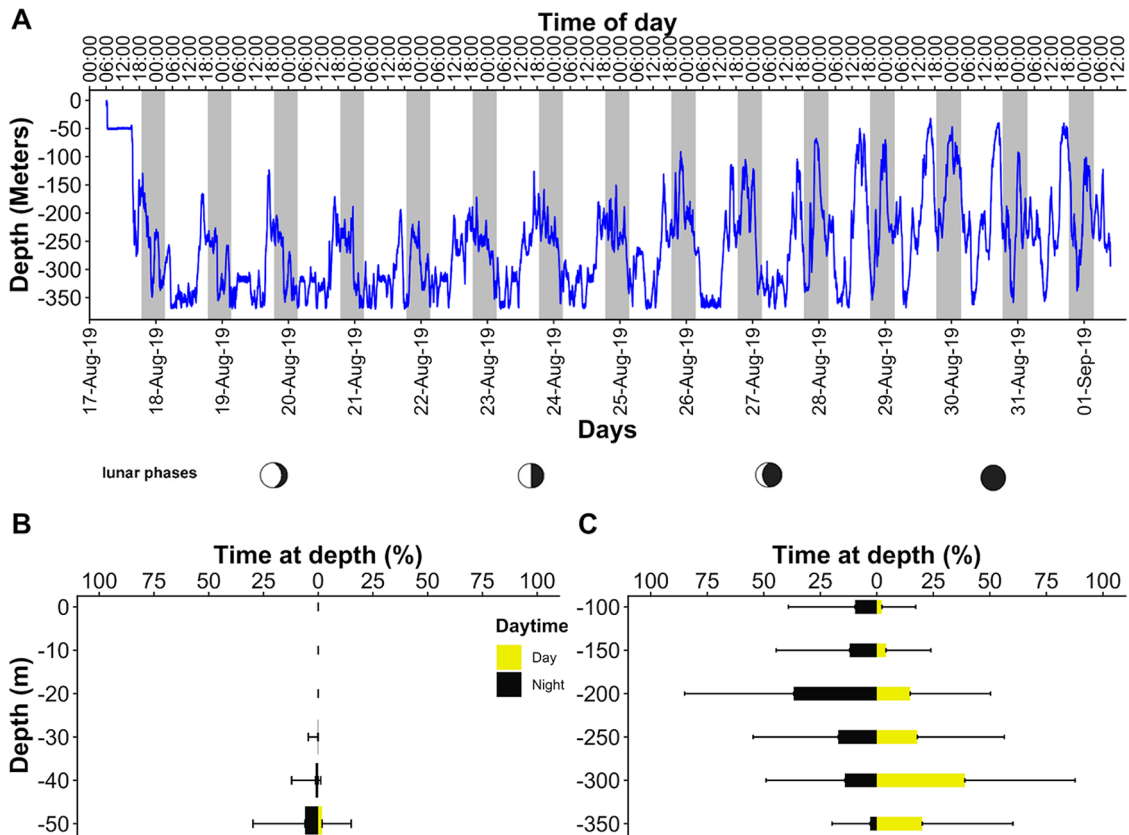 A
Time of day
00:00 06:00 12:00 18:00 00:00 06:00 12:00 18:00 00:00 06:00 12:00 18:00 00:00 06:00 12:00 18:00 00:00 06:00 12:00 18:00 00:00 06:00 12:00 18:00 00:00 06:00 12:00 18:00 00:00 06:00 12:00 18:00 00:00 06:00 12:00 18:00 00:00 06:00 12:00 18:00 00:00 06:00 12:00 18:00 00:00 06:00 12:00 18:00 00:00 06:00 12:00 18:00 00:00 06:00 12:00 18:00 00:00 06:00 12:00 18:00 00:00 06:00 12:00
Depth (Meters)
0
-50
-100
-150
-200
-250
-300
-350
17-Aug-19 18-Aug-19 19-Aug-19 20-Aug-19 21-Aug-19 22-Aug-19 23-Aug-19 24-Aug-19 25-Aug-19 26-Aug-19 27-Aug-19 28-Aug-19 29-Aug-19 30-Aug-19 31-Aug-19 01-Sep-19
Days
lunar phases
B
Time at depth (%)
100 75 50 25 0 25 50 75 100
Depth (m)
0
-10
-20
-30
-40
-50
Daytime
Day
Night
C
Time at depth (%)
100 75 50 25 0 25 50 75 100
-100
-150
-200
-250
-300
-350